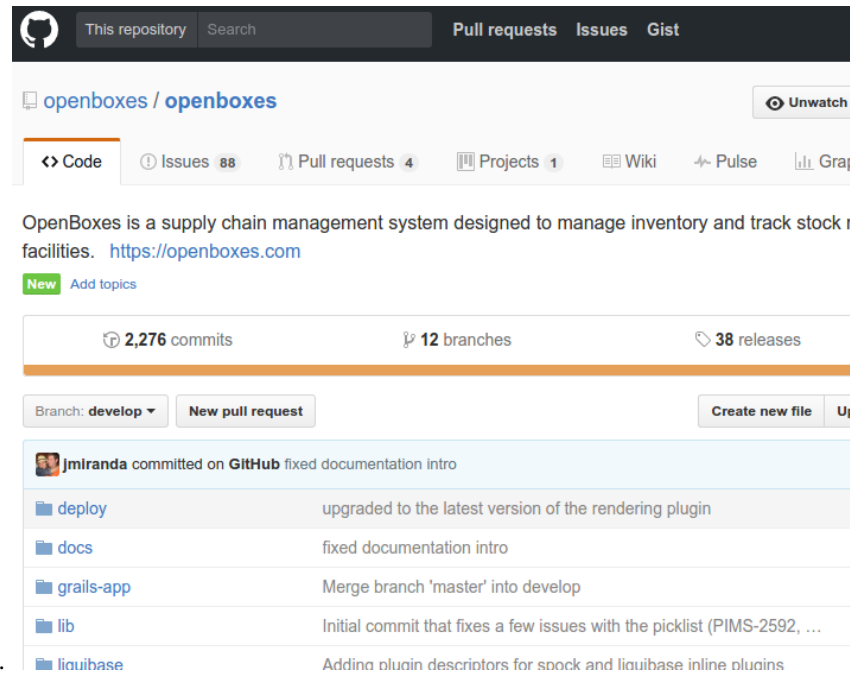 This repository Search Pull requests Issues Gist
openboxes / openboxes
Unwatch
Code Issues 88 Pull requests 4 Projects 1 Wiki Pulse Grap
OpenBoxes is a supply chain management system designed to manage inventory and track stock
facilities. https://openboxes.com
New Add topics
2,276 commits 12 branches 38 releases
Branch: develop New pull request Create new file
jmiranda committed on GitHub fixed documentation intro
deploy upgraded to the latest version of the rendering plugin
docs fixed documentation intro
grails-app Merge branch 'master' into develop
lib Initial commit that fixes a few issues with the picklist (PIMS-2592, …
liquibase Adding plugin descriptors for spock and liquibase inline plugins